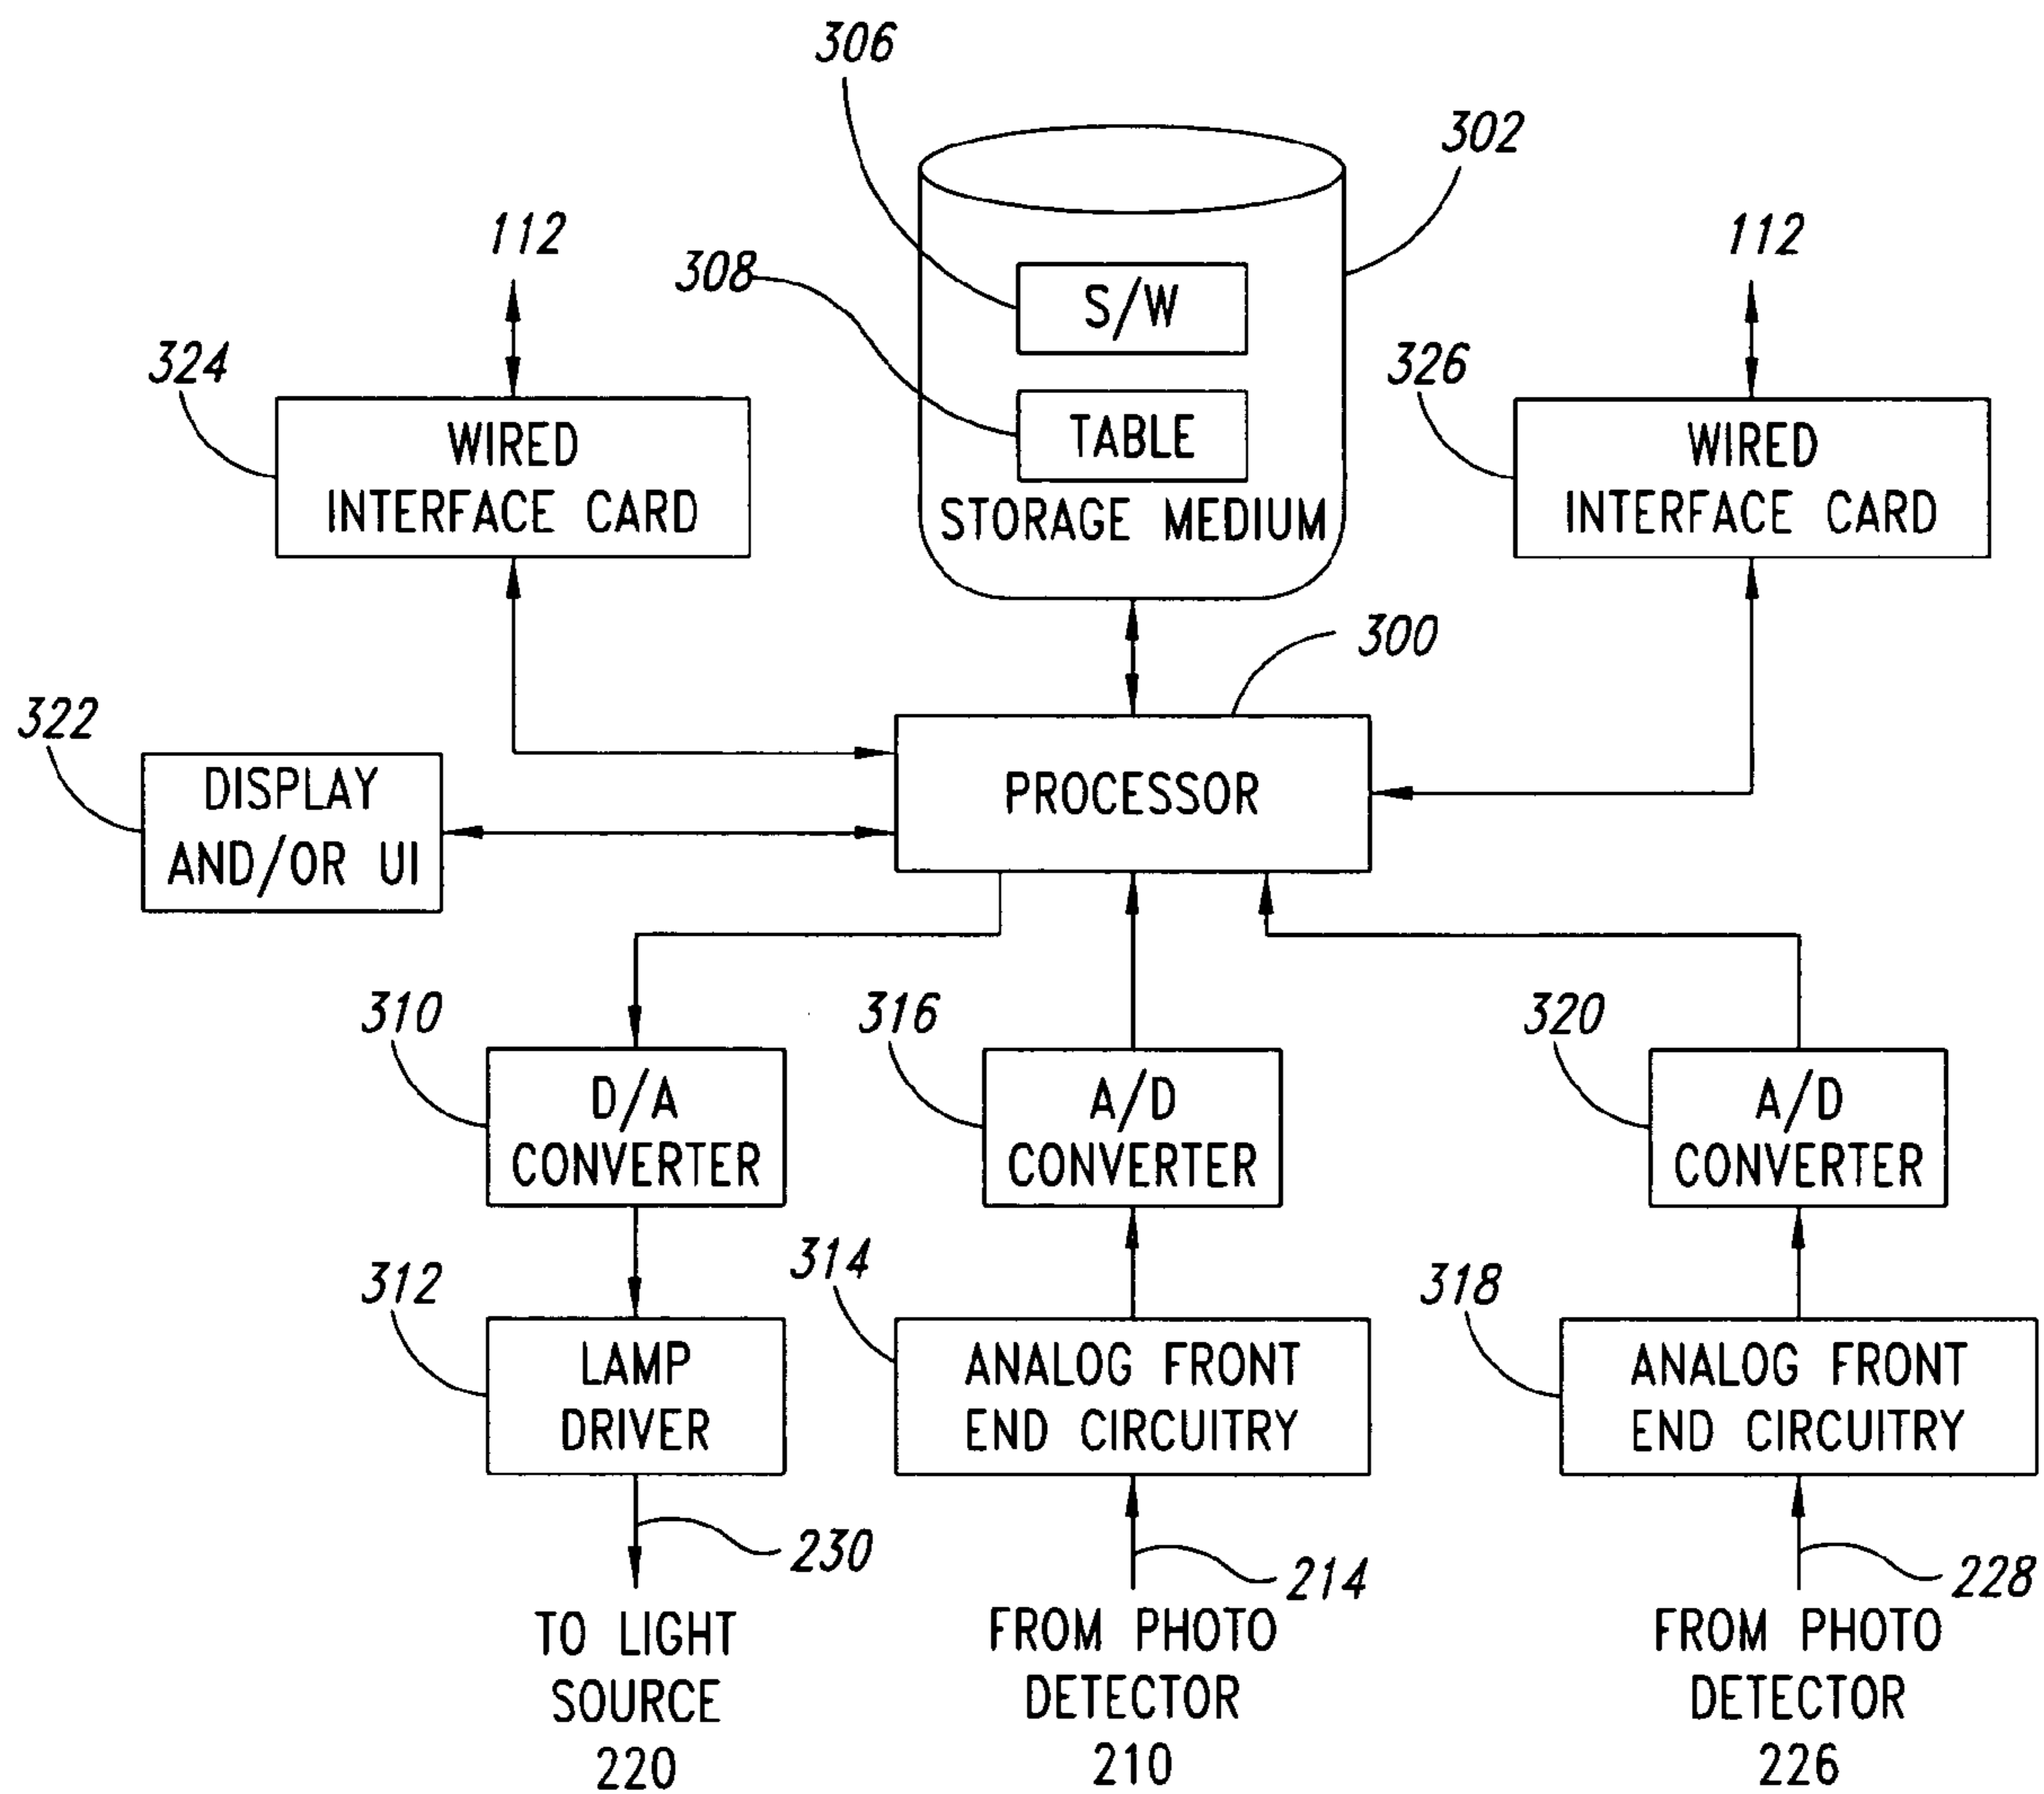 306
302
112
308
S/W
112
324
326
WIRED
INTERFACE CARD
TABLE
STORAGE MEDIUM
WIRED
INTERFACE CARD
300
322
DISPLAY
AND/OR UI
PROCESSOR
310
316
320
D/A
CONVERTER
A/D
CONVERTER
A/D
CONVERTER
312
314
318
LAMP
DRIVER
ANALOG FRONT
END CIRCUITRY
ANALOG FRONT
END CIRCUITRY
230
214
228
TO LIGHT
SOURCE
220
FROM PHOTO
DETECTOR
210
FROM PHOTO
DETECTOR
226